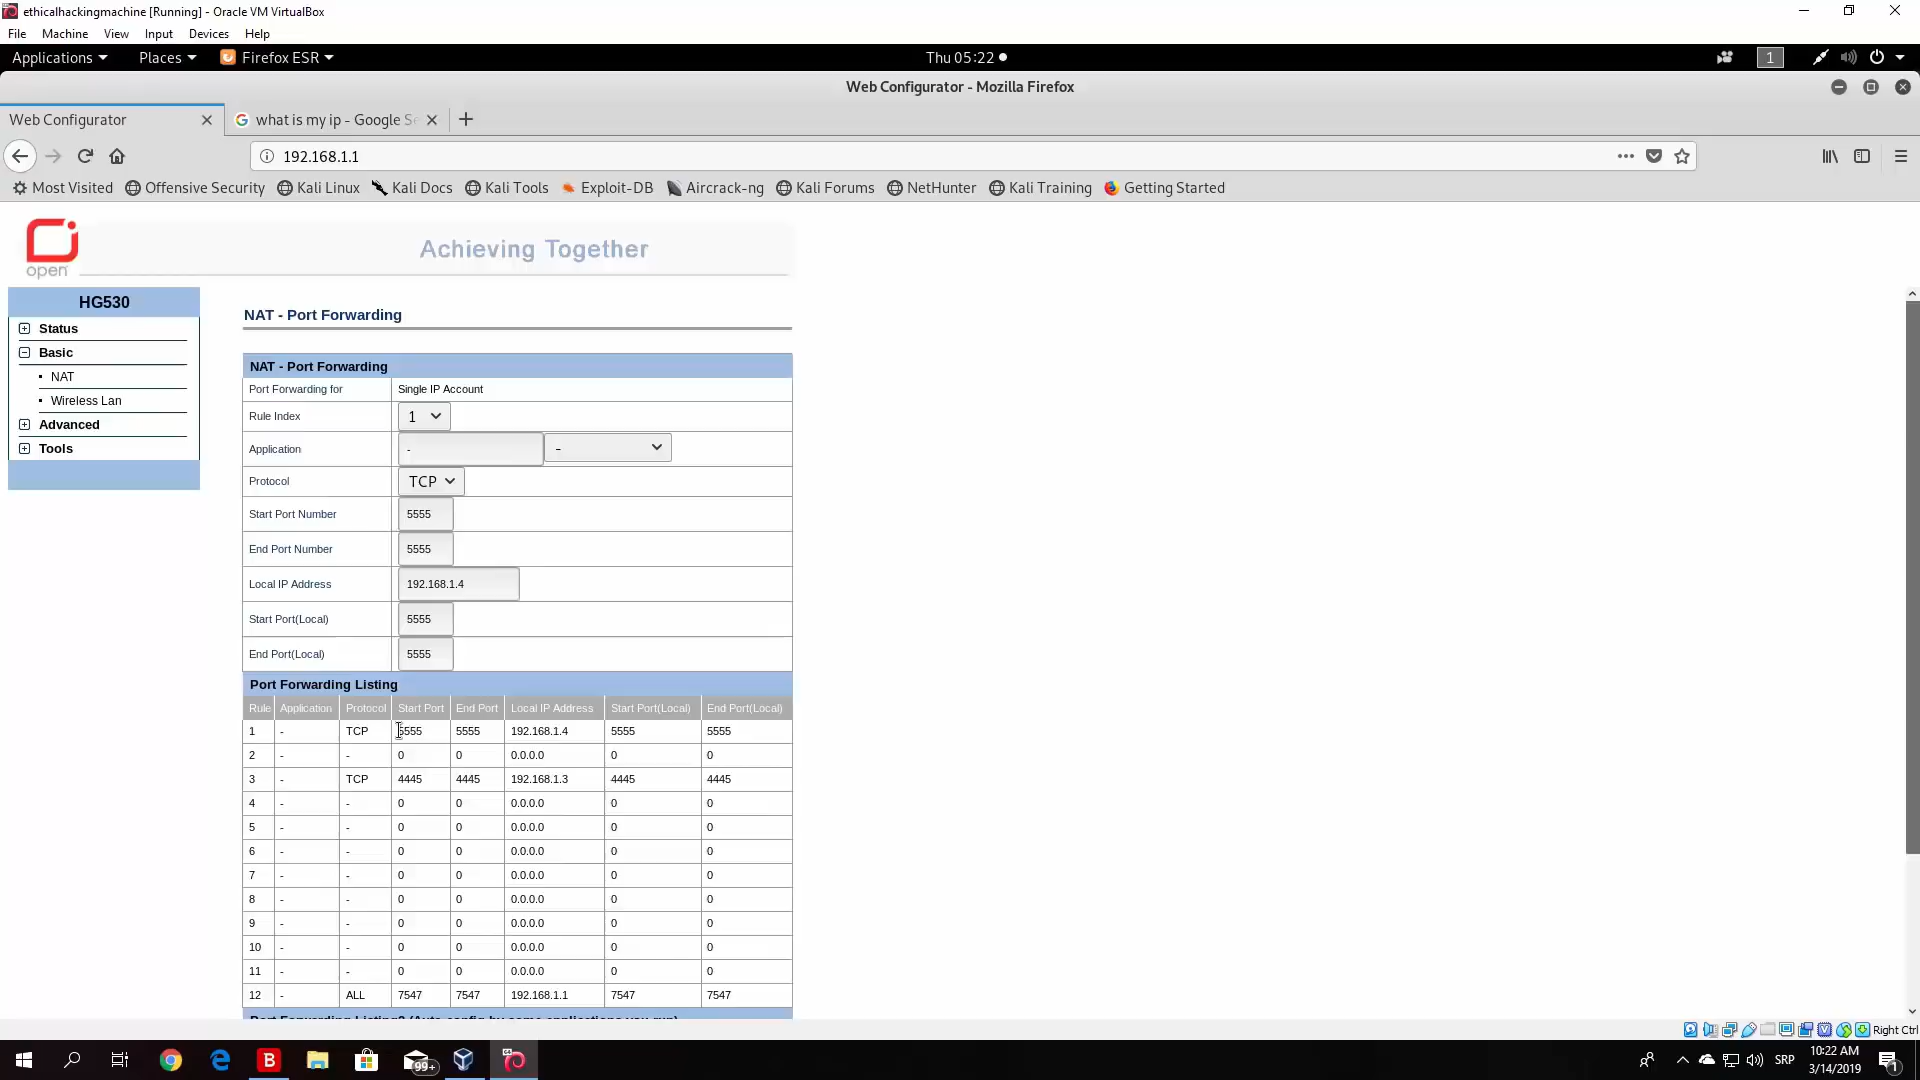 ethicalhackingmachine [Running] - Oracle VM VirtualBox
File Machine View Input Devices Help
Applications Places Firefox ESR Thu 05:22 1
Web Configurator - Mozilla Firefox
Web Configurator what is my ip - Google Se
192.168.1.1
Most Visited Offensive Security Kali Linux Kali Docs Kali Tools Exploit-DB Aircrack-ng Kali Forums NetHunter Kali Training Getting Started
open
Achieving Together
HG530
Status
Basic
NAT
Wireless Lan
Advanced
Tools
NAT - Port Forwarding
NAT - Port Forwarding
Port Forwarding for Single IP Account
Rule Index 1
Application - -
Protocol TCP
Start Port Number 5555
End Port Number 5555
Local IP Address 192.168.1.4
Start Port(Local) 5555
End Port(Local) 5555
Port Forwarding Listing
Rule Application Protocol Start Port End Port Local IP Address Start Port(Local) End Port(Local)
1 - TCP 5555 5555 192.168.1.4 5555 5555
2 - - 0 0 0.0.0.0 0 0
3 - TCP 4445 4445 192.168.1.3 4445 4445
4 - - 0 0 0.0.0.0 0 0
5 - - 0 0 0.0.0.0 0 0
6 - - 0 0 0.0.0.0 0 0
7 - - 0 0 0.0.0.0 0 0
8 - - 0 0 0.0.0.0 0 0
9 - - 0 0 0.0.0.0 0 0
10 - - 0 0 0.0.0.0 0 0
11 - - 0 0 0.0.0.0 0 0
12 - ALL 7547 7547 192.168.1.1 7547 7547
Port Forwarding Listing2 (Auto config by some applications you run)
Right Ctrl
99+ SRP 10:22 AM
3/14/2019 1